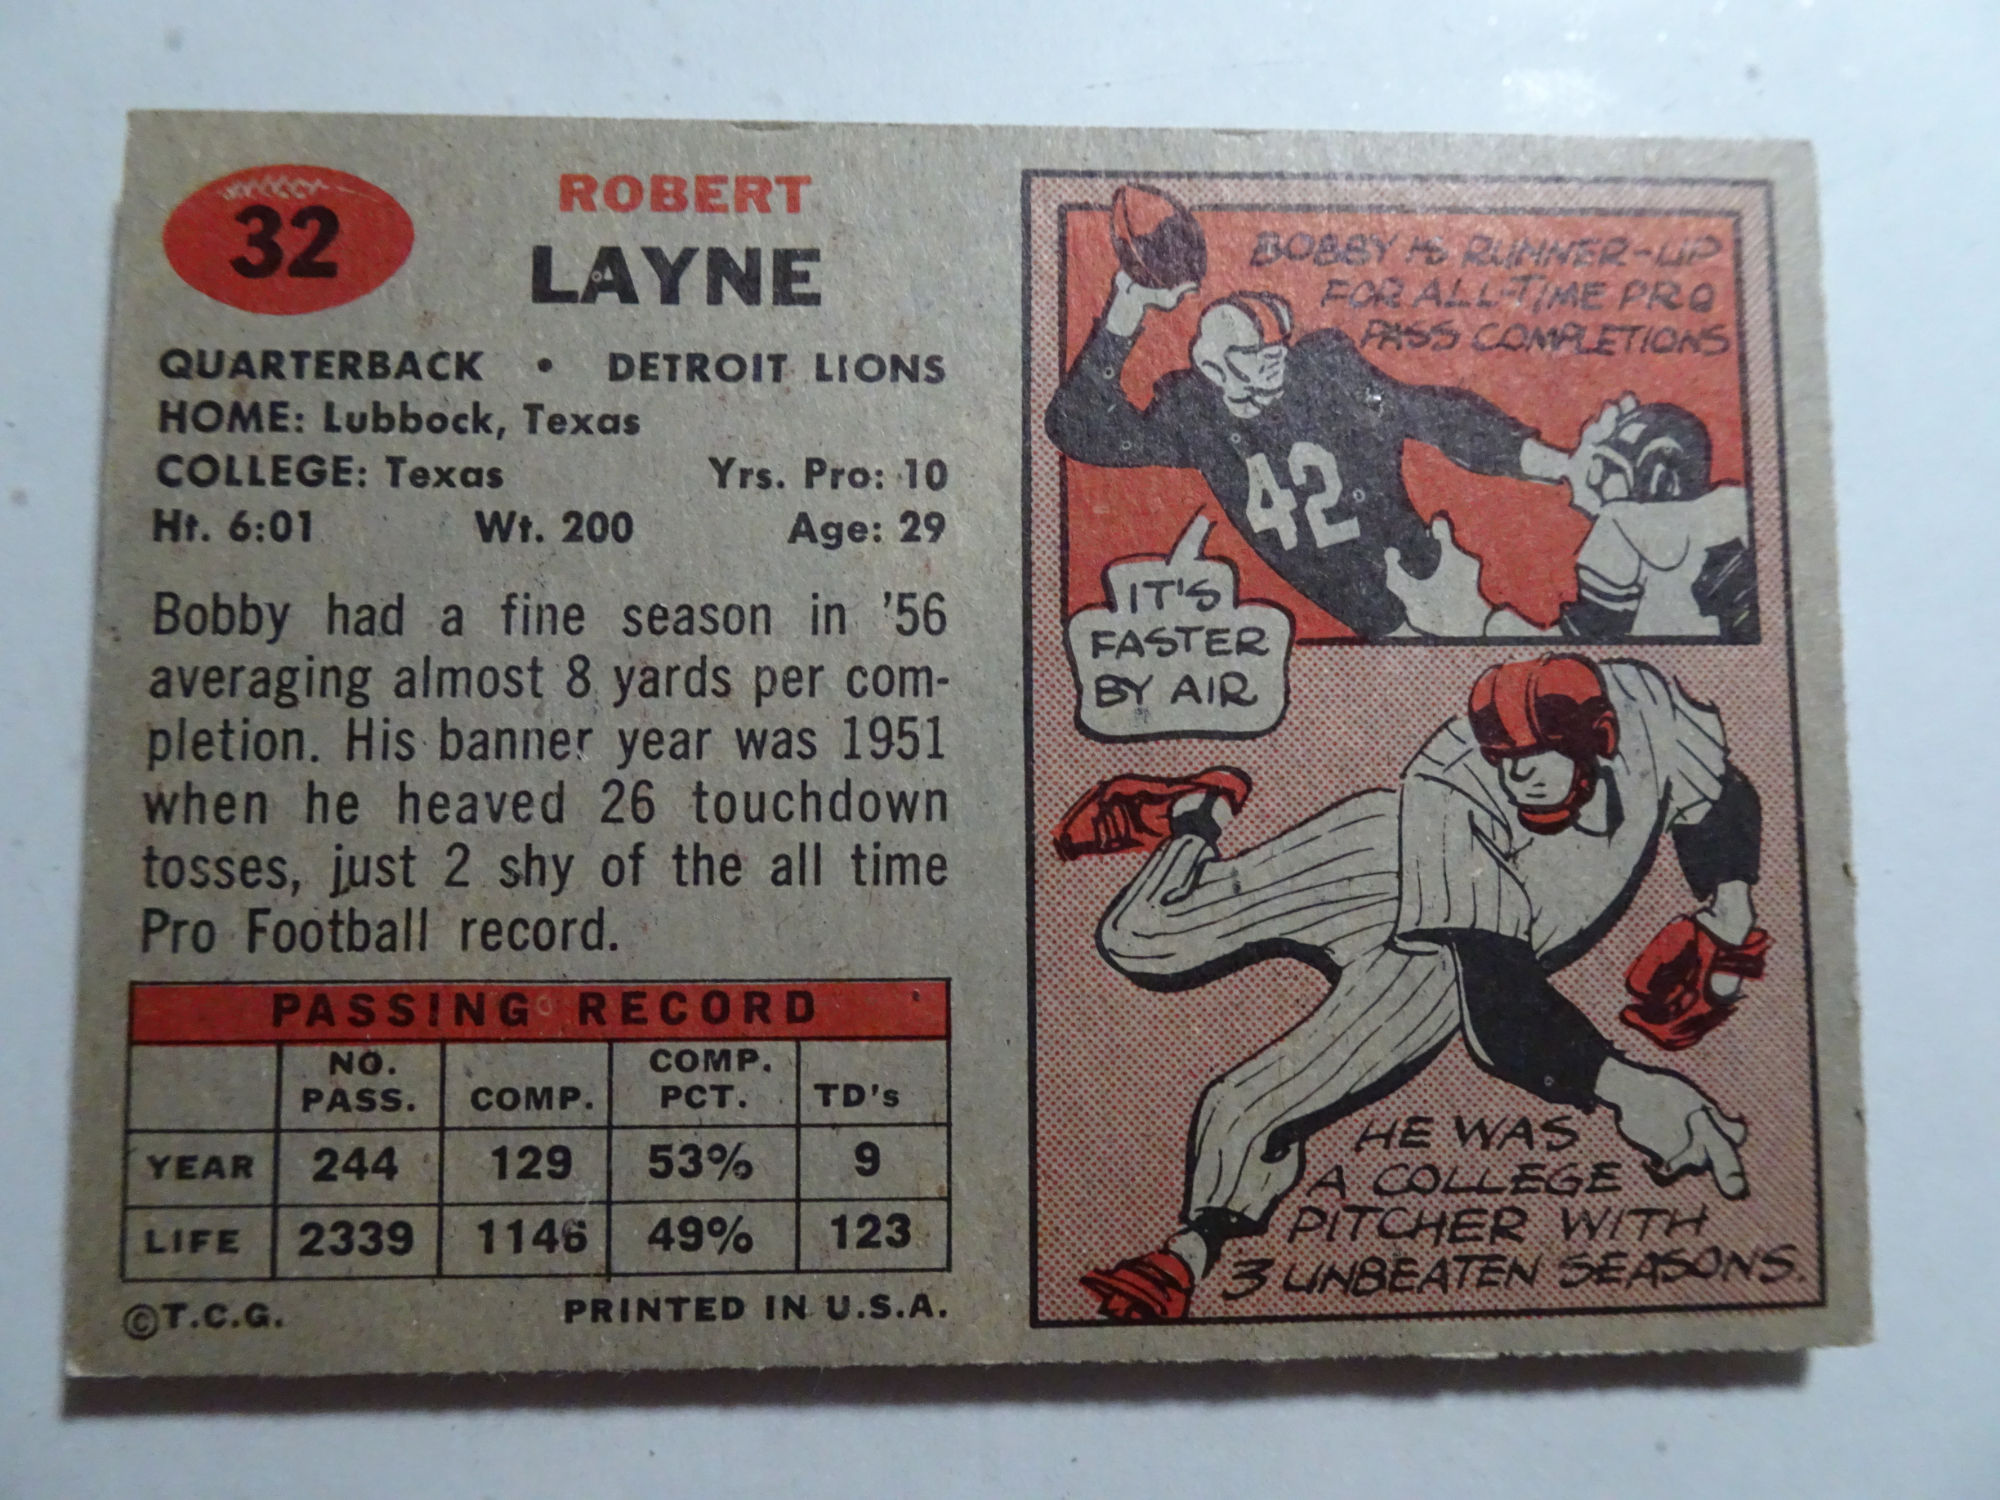 32
ROBERT
LAYNE
QUARTERBACK • DETROIT LIONS
HOME: Lubbock, Texas
COLLEGE: Texas Yrs. Pro: 10
Ht. 6:01 Wt. 200 Age: 29
Bobby had a fine season in '56
averaging almost 8 yards per com-
pletion. His banner year was 1951
when he heaved 26 touchdown
tosses, just 2 shy of the all time
Pro Football record.
PASSING RECORD
NO. PASS. COMP. COMP. PCT. TD's
YEAR 244 129 53% 9
LIFE 2339 1146 49% 123
©T.C.G. PRINTED IN U.S.A.
BOBBY IS RUNNER-UP
FOR ALL-TIME PRO
PASS COMPLETIONS
42
IT'S
FASTER
BY AIR
HE WAS
A COLLEGE
PITCHER WITH
3 UNBEATEN SEASONS.